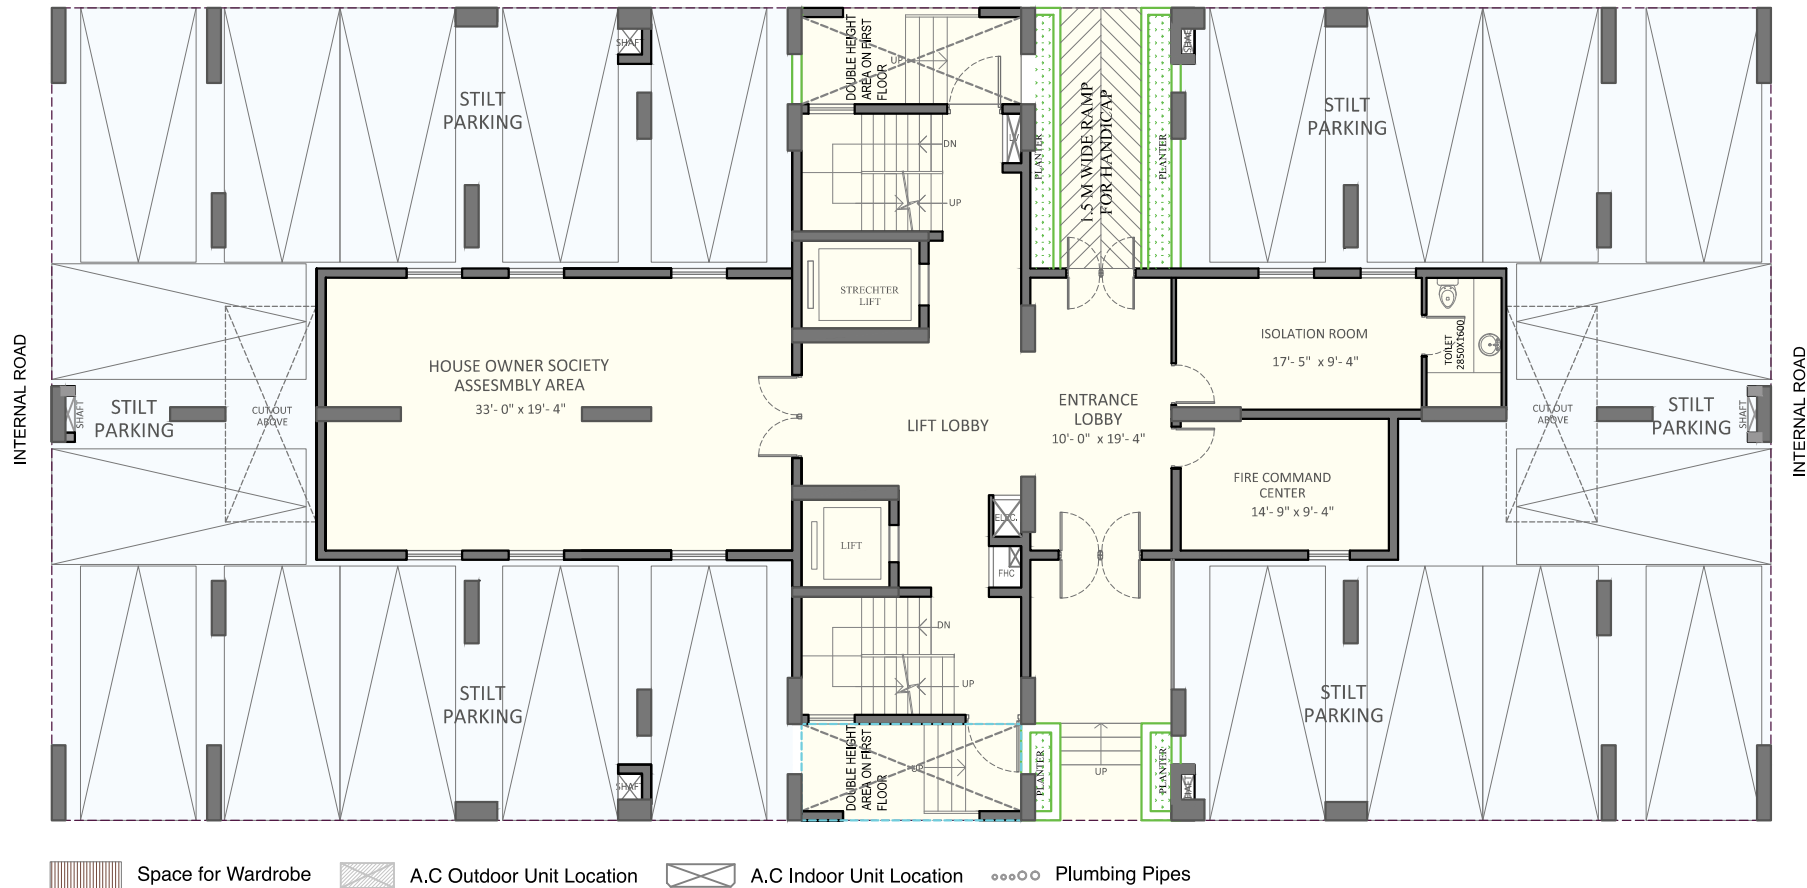 DOUBLE HEIGHT
AREA ON FIRST
FLOOR
UP
SHAFT
SHAFT
STILT
PARKING
STILT
PARKING
PLANTER
1.5 M WIDE RAMP
FOR HANDICAP
PLANTER
DN
UP
STRECHTER
LIFT
INTERNAL ROAD
HOUSE OWNER SOCIETY
ASSESMBLY AREA
33'- 0" x 19'- 4"
ISOLATION ROOM
17'- 5" x 9'- 4"
TOILET
2850X1600
INTERNAL ROAD
SHAFT
STILT
PARKING
CUT OUT
ABOVE
LIFT LOBBY
ENTRANCE
LOBBY
10'- 0" x 19'- 4"
CUT OUT
ABOVE
STILT
PARKING
SHAFT
FIRE COMMAND
CENTER
14'- 9" x 9'- 4"
ELEC.
LIFT
FHC
DN
UP
STILT
PARKING
STILT
PARKING
DOUBLE HEIGHT
AREA ON FIRST
FLOOR
UP
SHAFT
PLANTER
UP
PLANTER
SHAFT
Space for Wardrobe
A.C Outdoor Unit Location
A.C Indoor Unit Location
Plumbing Pipes